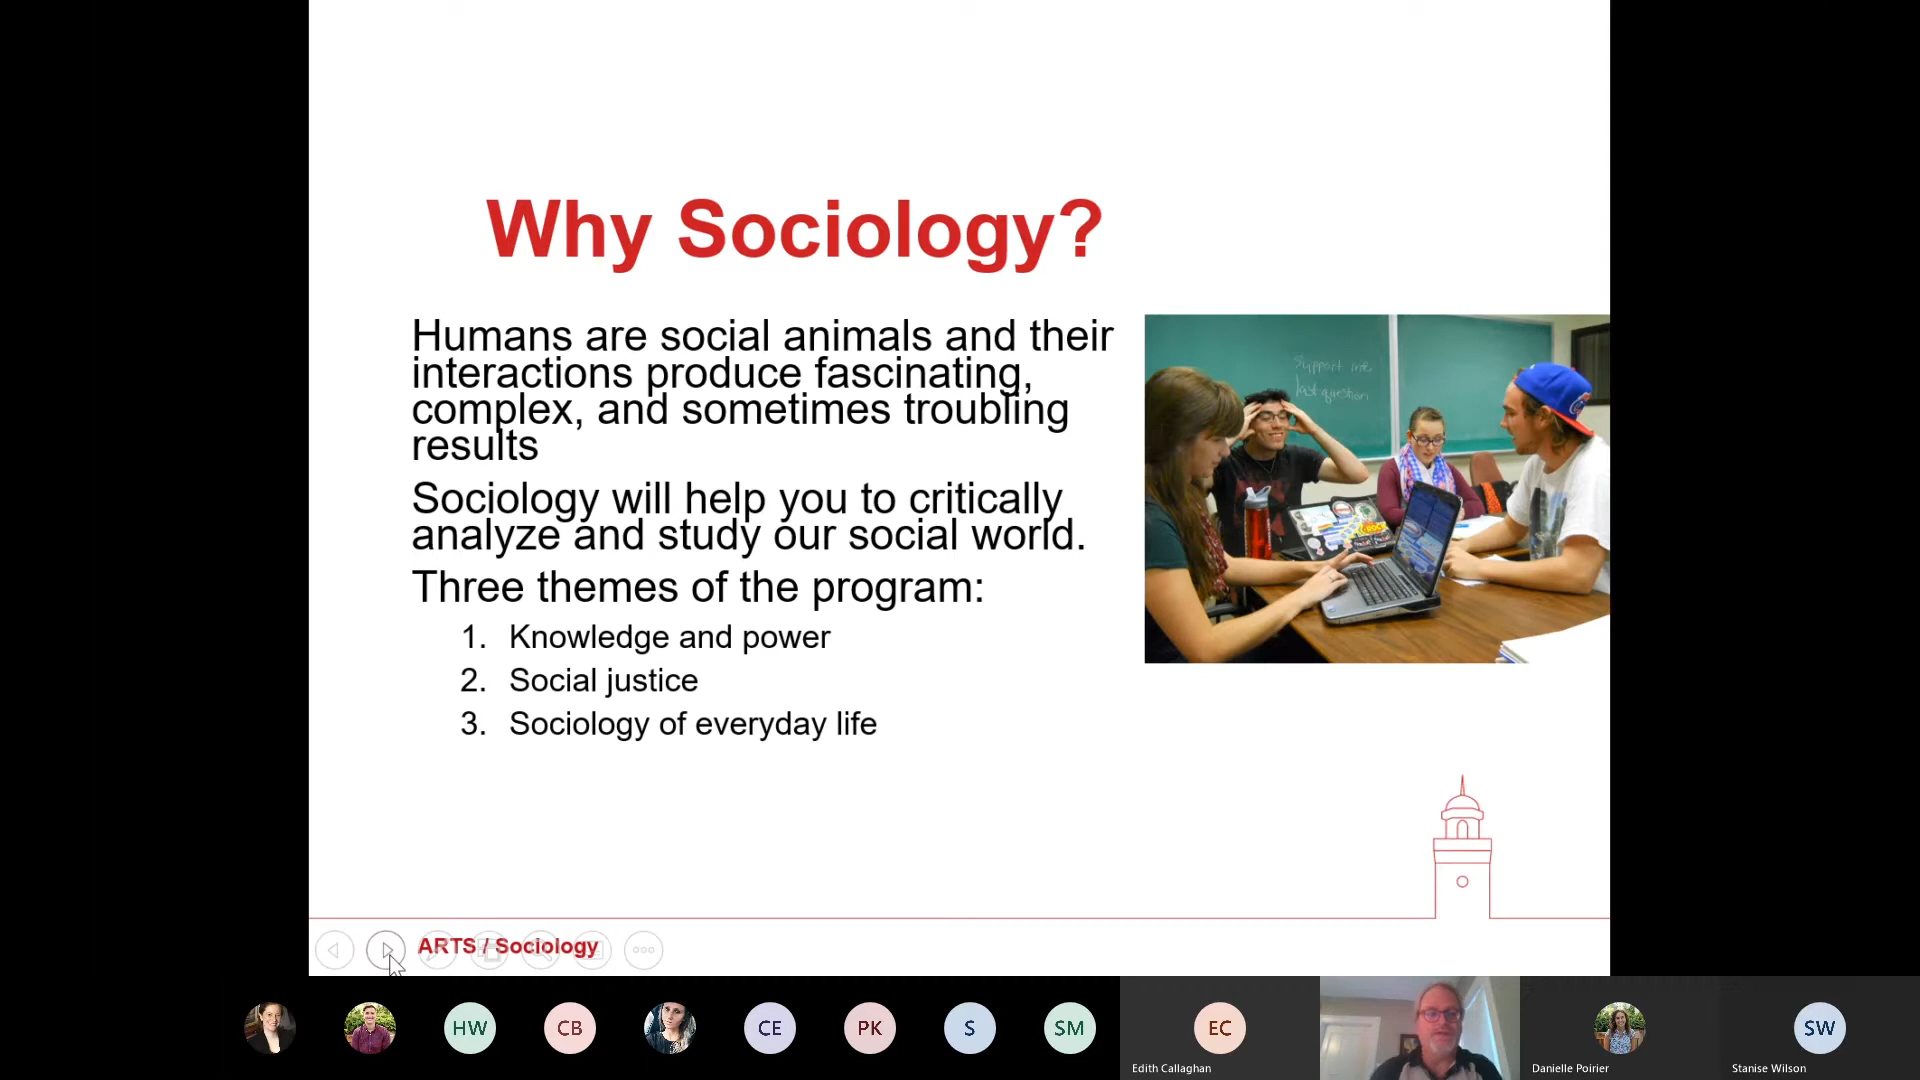 Why Sociology?
Humans are social animals and their
interactions produce fascinating,
complex, and sometimes troubling
results
Sociology will help you to critically
analyze and study our social world.
Three themes of the program:
1. Knowledge and power
2. Social justice
3. Sociology of everyday life
Support
last question
ARTS / Sociology
HW
CB
CE
PK
S
SM
EC
SW
Edith Callaghan
Danielle Poirier
Stanise Wilson